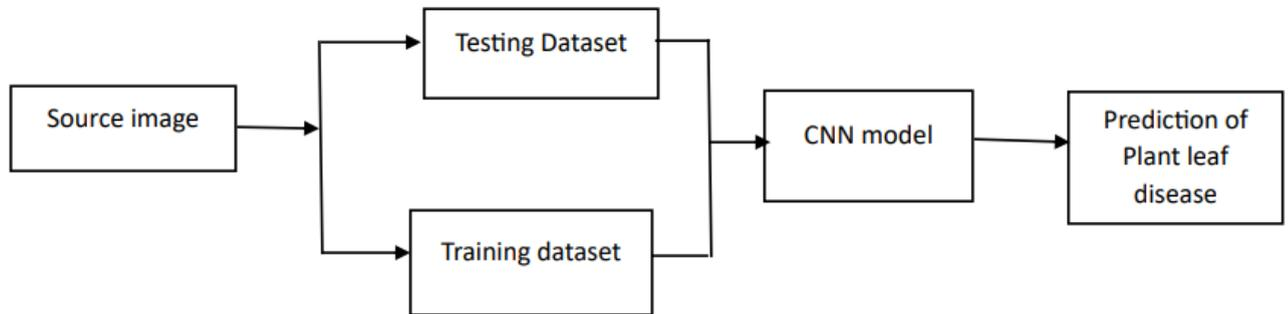 Source image
Testing Dataset
Training dataset
CNN model
Prediction of
Plant leaf
disease